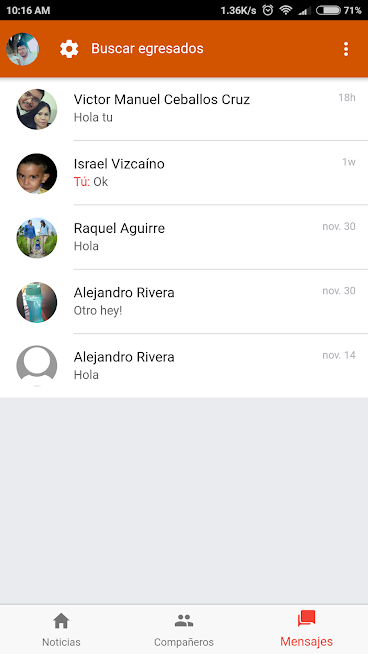 10:16 AM 1.36K/s 71%
Buscar egresados
Victor Manuel Ceballos Cruz 18h
Hola tu
Israel Vizcaíno 1w
Tú: Ok
Raquel Aguirre nov. 30
Hola
Alejandro Rivera nov. 30
Otro hey!
Alejandro Rivera nov. 14
Hola
Noticias Compañeros Mensajes